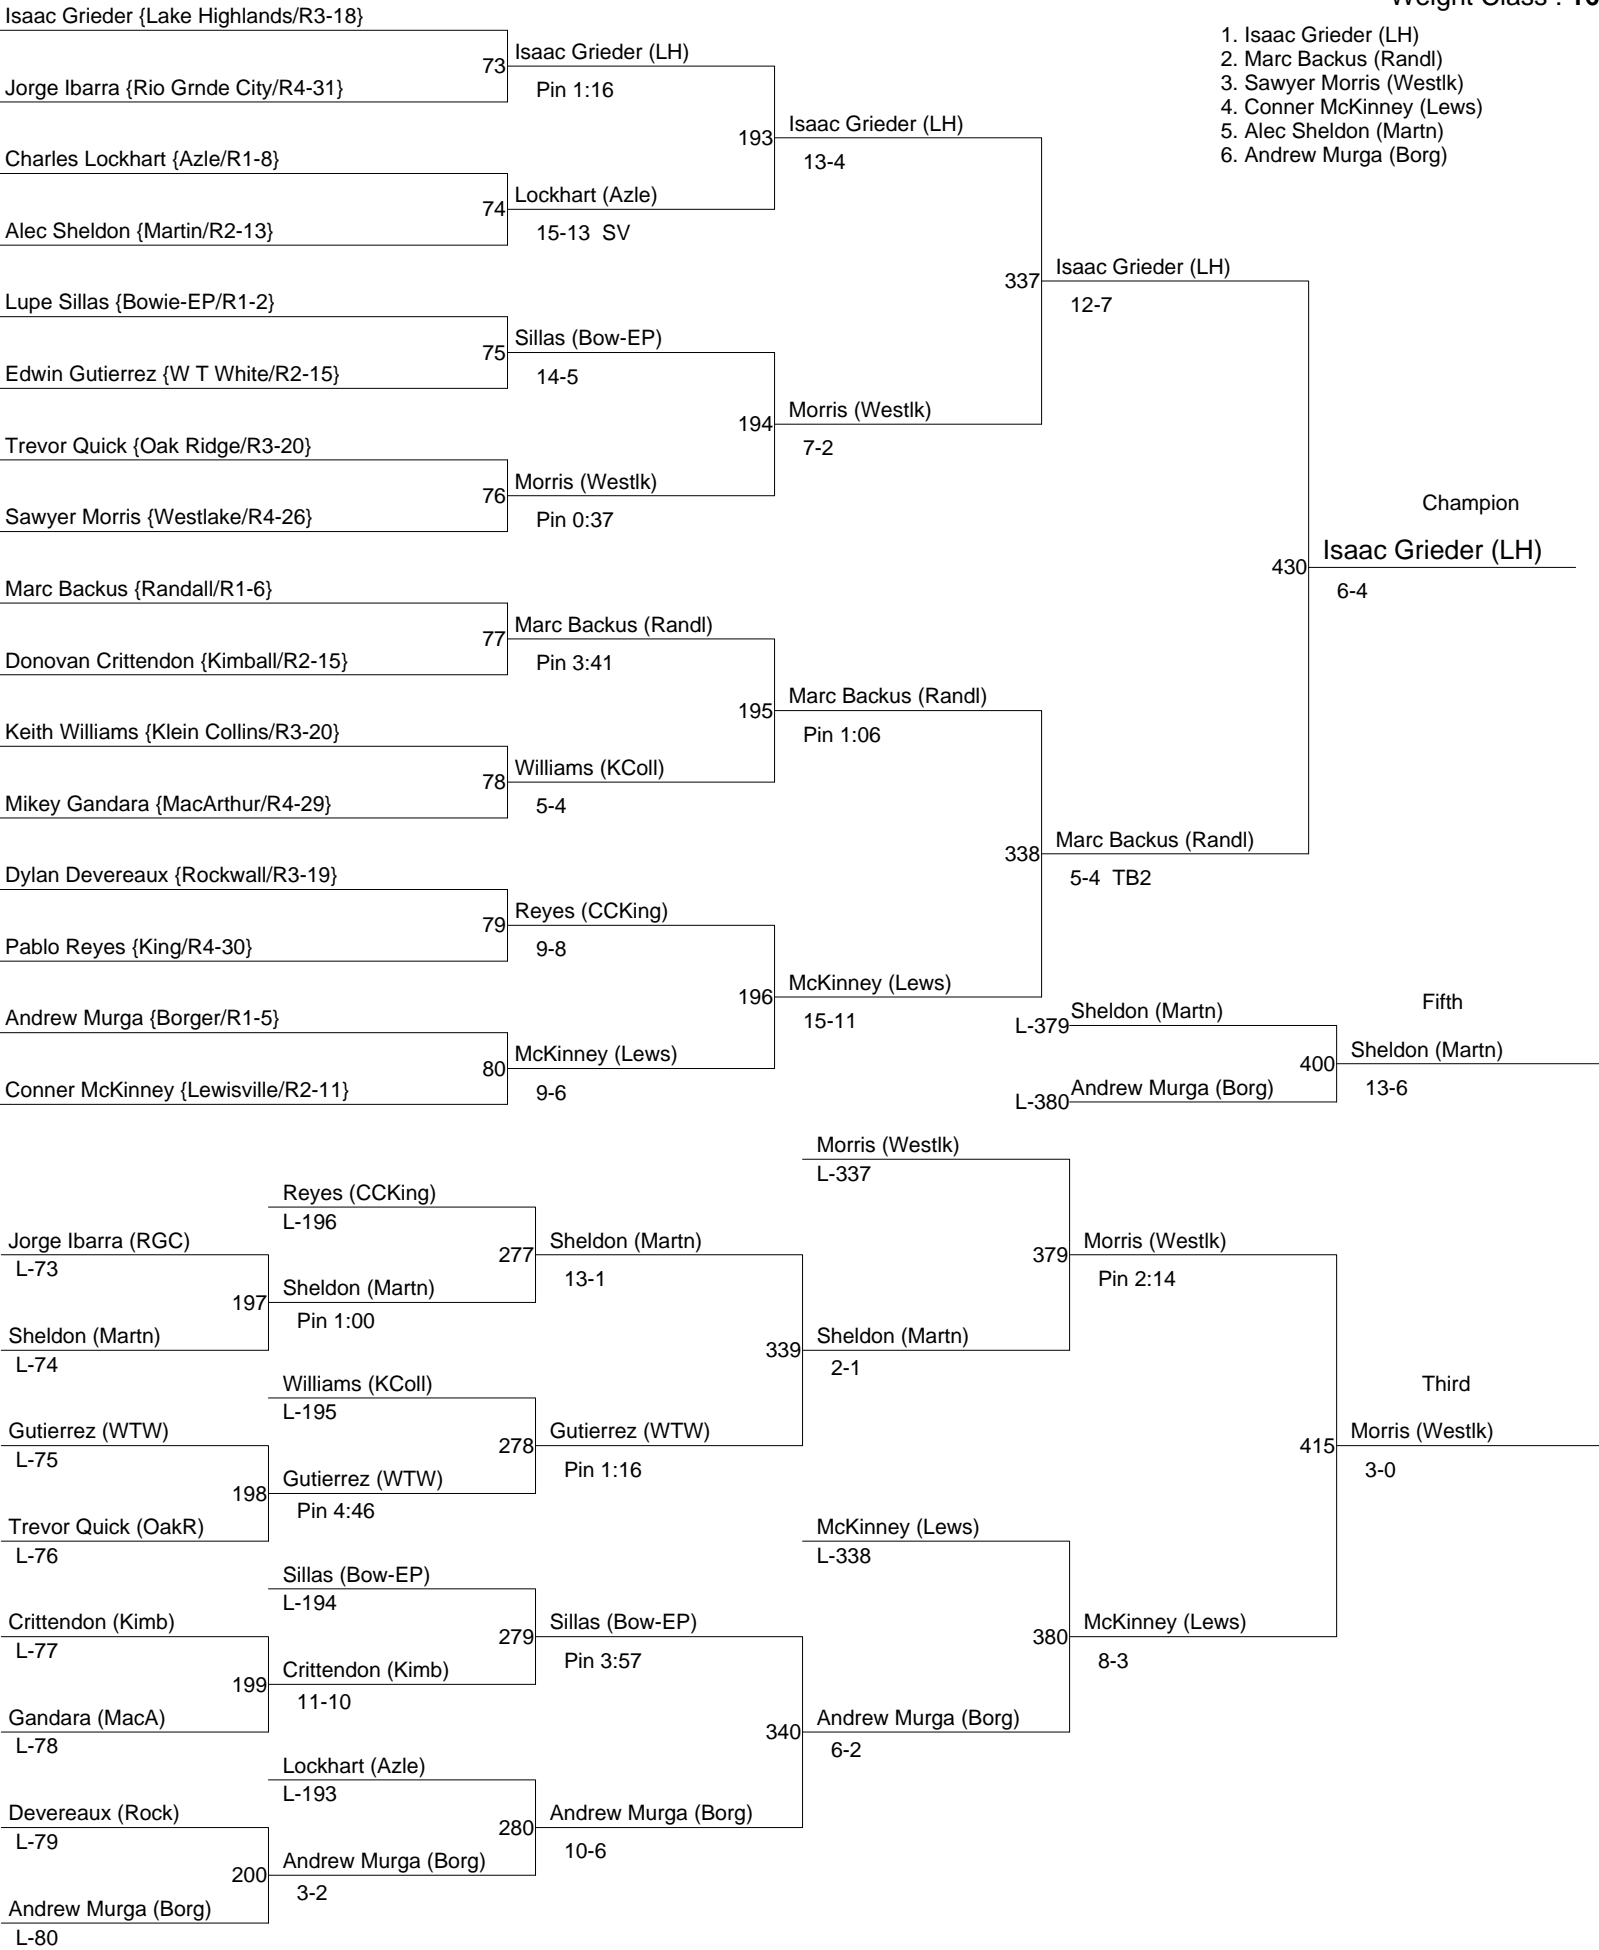 Weight Class :
1. Isaac Grieder (LH)
2. Marc Backus (Randl)
3. Sawyer Morris (Westlk)
4. Conner McKinney (Lews)
5. Alec Sheldon (Martn)
6. Andrew Murga (Borg)
Isaac Grieder {Lake Highlands/R3-18}
73 Isaac Grieder (LH)
Jorge Ibarra {Rio Grnde City/R4-31}
Pin 1:16
193 Isaac Grieder (LH)
13-4
Charles Lockhart {Azle/R1-8}
74 Lockhart (Azle)
Alec Sheldon {Martin/R2-13}
15-13 SV
337 Isaac Grieder (LH)
12-7
Lupe Sillas {Bowie-EP/R1-2}
75 Sillas (Bow-EP)
Edwin Gutierrez {W T White/R2-15}
14-5
194 Morris (Westlk)
7-2
Trevor Quick {Oak Ridge/R3-20}
76 Morris (Westlk)
Sawyer Morris {Westlake/R4-26}
Pin 0:37
Champion
430 Isaac Grieder (LH)
6-4
Marc Backus {Randall/R1-6}
77 Marc Backus (Randl)
Donovan Crittendon {Kimball/R2-15}
Pin 3:41
195 Marc Backus (Randl)
Pin 1:06
Keith Williams {Klein Collins/R3-20}
78 Williams (KColl)
Mikey Gandara {MacArthur/R4-29}
5-4
338 Marc Backus (Randl)
5-4 TB2
Dylan Devereaux {Rockwall/R3-19}
79 Reyes (CCKing)
Pablo Reyes {King/R4-30}
9-8
196 McKinney (Lews)
15-11
Andrew Murga {Borger/R1-5}
80 McKinney (Lews)
Conner McKinney {Lewisville/R2-11}
9-6
Fifth
L-379 Sheldon (Martn)
400 Sheldon (Martn)
L-380 Andrew Murga (Borg)
13-6
Morris (Westlk)
L-337
Reyes (CCKing)
L-196
Jorge Ibarra (RGC)
L-73
277 Sheldon (Martn)
13-1
379 Morris (Westlk)
Pin 2:14
197 Sheldon (Martn)
Pin 1:00
Sheldon (Martn)
L-74
339 Sheldon (Martn)
2-1
Williams (KColl)
L-195
Third
Gutierrez (WTW)
L-75
278 Gutierrez (WTW)
Pin 1:16
415 Morris (Westlk)
3-0
198 Gutierrez (WTW)
Pin 4:46
Trevor Quick (OakR)
L-76
McKinney (Lews)
L-338
Sillas (Bow-EP)
L-194
Crittendon (Kimb)
L-77
279 Sillas (Bow-EP)
Pin 3:57
380 McKinney (Lews)
8-3
199 Crittendon (Kimb)
11-10
Gandara (MacA)
L-78
340 Andrew Murga (Borg)
6-2
Lockhart (Azle)
L-193
Devereaux (Rock)
L-79
280 Andrew Murga (Borg)
10-6
200 Andrew Murga (Borg)
3-2
Andrew Murga (Borg)
L-80